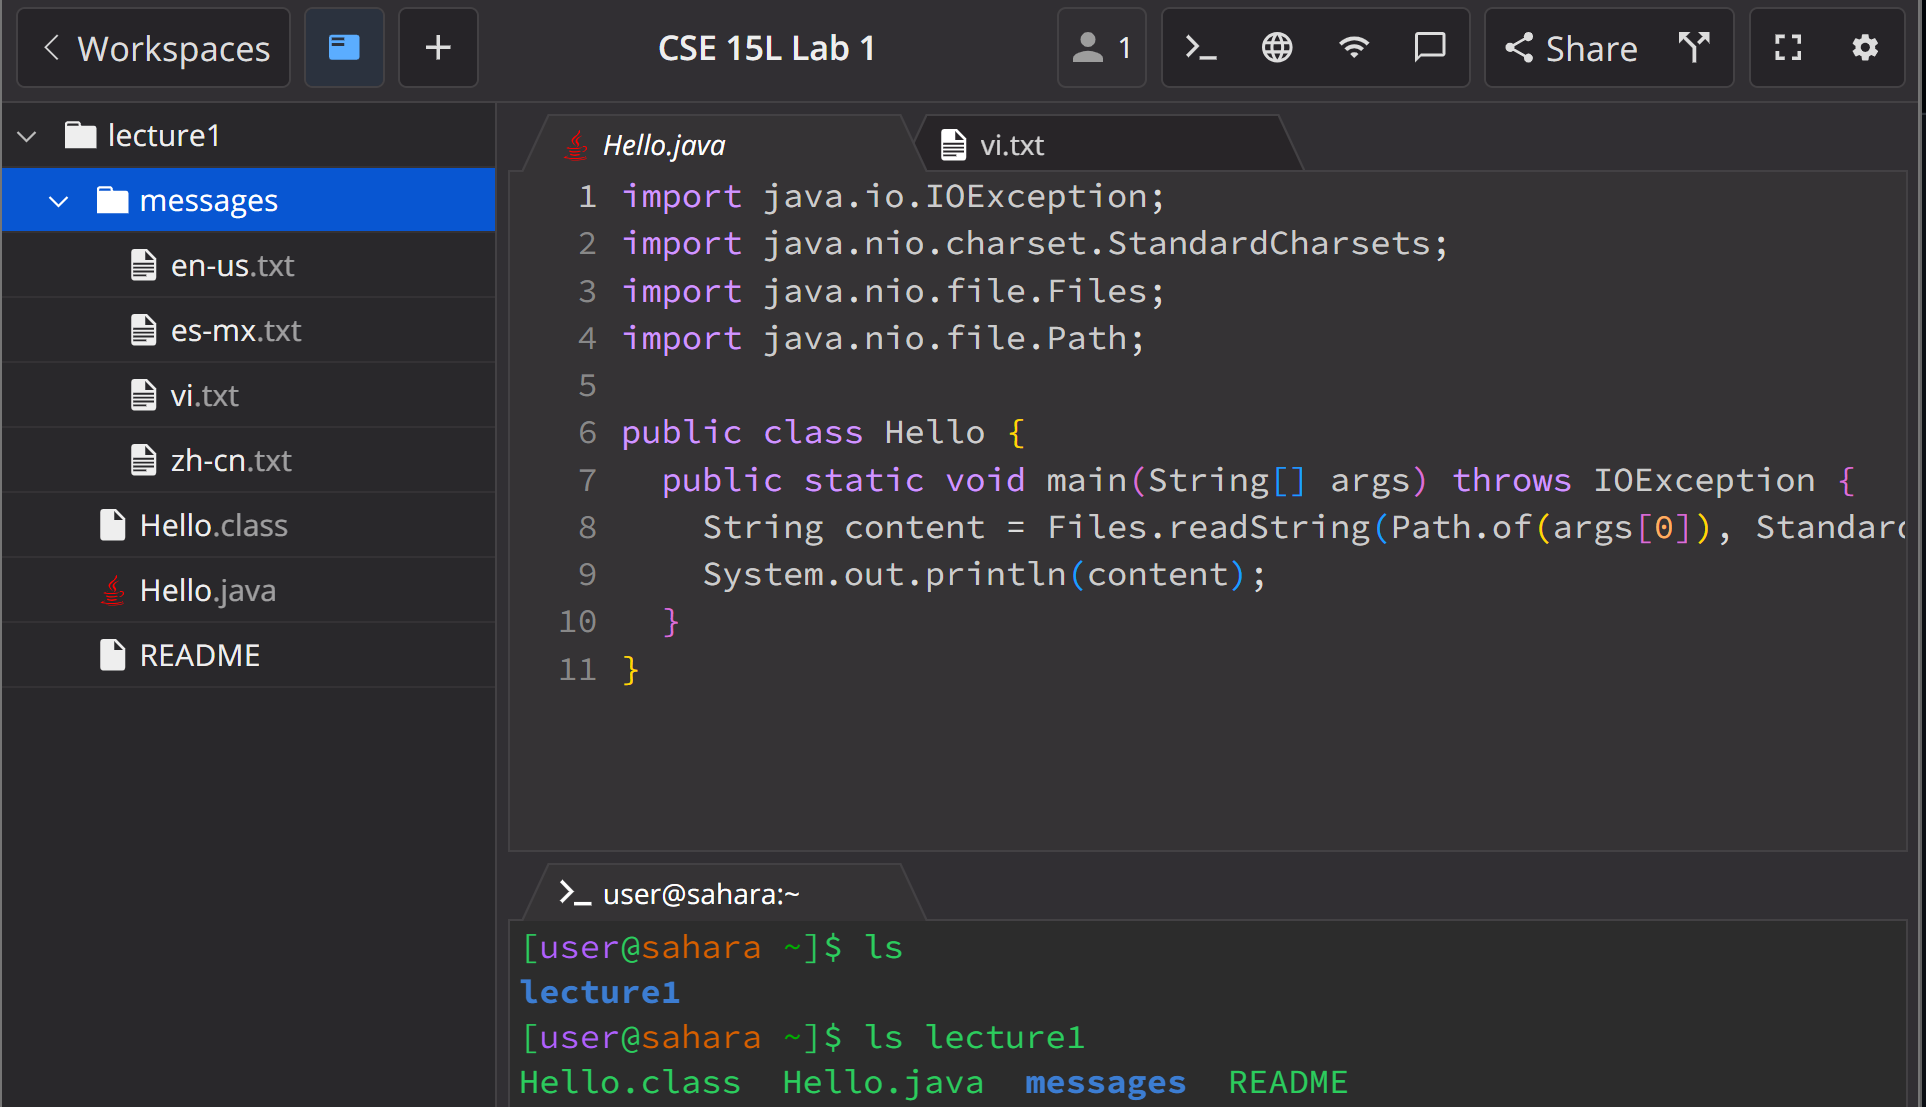 Workspaces
CSE 15L Lab 1
1
Share
lecture1
messages
en-us.txt
es-mx.txt
vi.txt
zh-cn.txt
Hello.class
Hello.java
README
Hello.java
vi.txt
1 import java.io.IOException;
2 import java.nio.charset.StandardCharsets;
3 import java.nio.file.Files;
4 import java.nio.file.Path;
5
6 public class Hello {
7 public static void main(String[] args) throws IOException {
8 String content = Files.readString(Path.of(args[0]), Standar
9 System.out.println(content);
10 }
11 }
user@sahara:~
[user@sahara ~]$ ls
lecture1
[user@sahara ~]$ ls lecture1
Hello.class Hello.java messages README